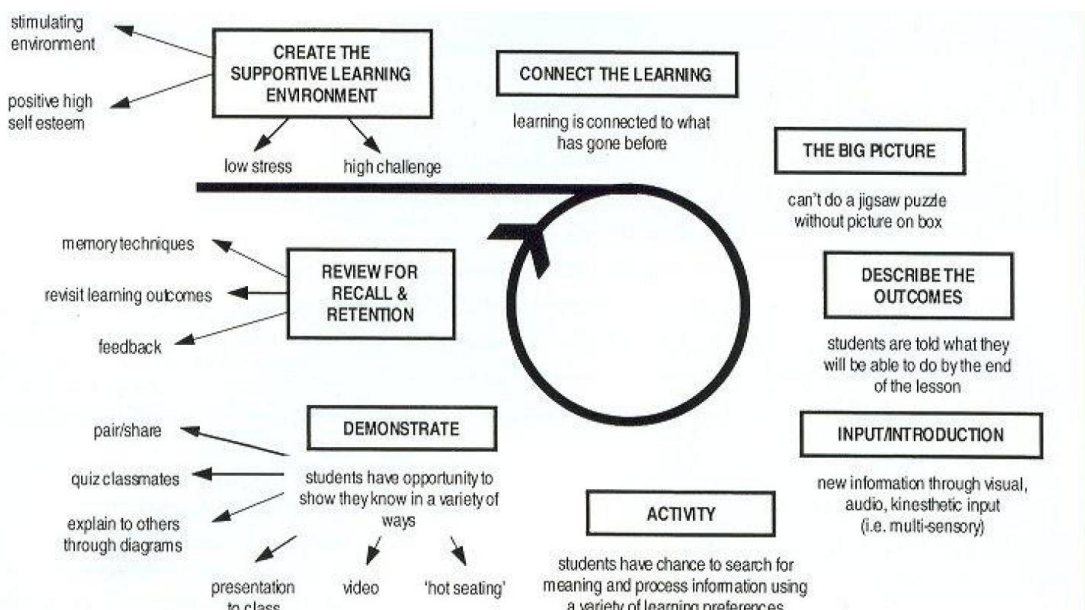 stimulating
environment
positive high
self esteem
CREATE THE
SUPPORTIVE LEARNING
ENVIRONMENT
low stress
high challenge
CONNECT THE LEARNING
learning is connected to what
has gone before
THE BIG PICTURE
can't do a jigsaw puzzle
without picture on box
DESCRIBE THE
OUTCOMES
students are told what they
will be able to do by the end
of the lesson
INPUT/INTRODUCTION
new information through visual,
audio, kinesthetic input
(i.e. multi-sensory)
ACTIVITY
students have chance to search for
meaning and process information using
a variety of learning preferences
DEMONSTRATE
students have opportunity to
show they know in a variety of
ways
pair/share
quiz classmates
explain to others
through diagrams
presentation
to class
video
'hot seating'
REVIEW FOR
RECALL &
RETENTION
memory techniques
revisit learning outcomes
feedback